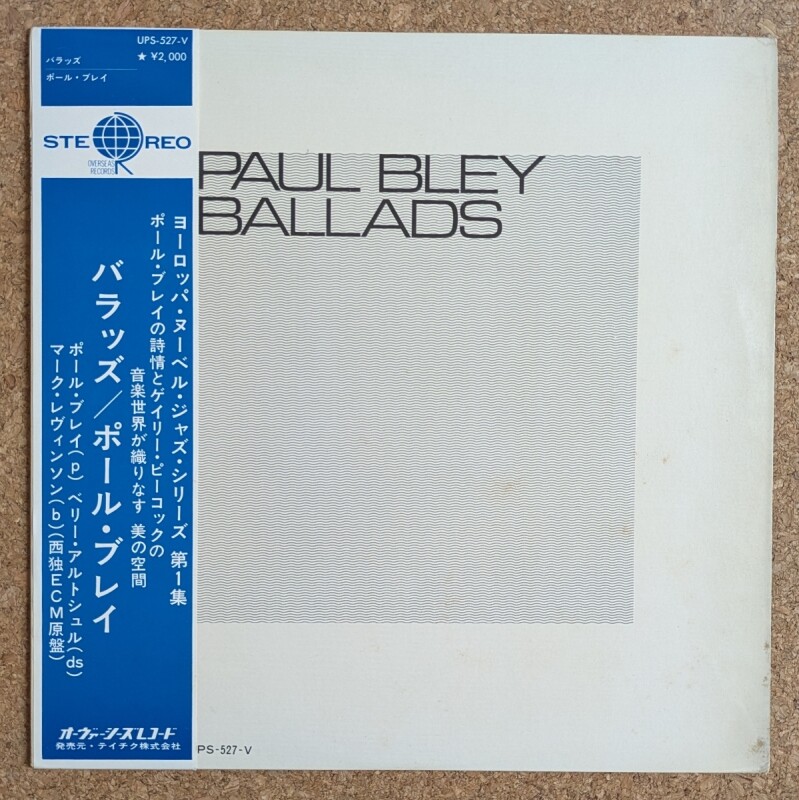 UPS-527-V
★ ¥2,000
バラッズ
ポール・ブレイ
STEREO
OVERSEAS
RECORDS
ヨーロッパ・ヌーベル・ジャズ・シリーズ 第1集
ポール・ブレイの詩情とゲイリー・ピーコックの
音楽世界が織りなす 美の空間
バラッズ/ポール・ブレイ
ポール・ブレイ(p) ベリー・アルトシュル(ds)
マーク・レヴィンソン(b)(西独ECM原盤)
オーヴァーシーズレコード
発売元・テイチク株式会社
PAUL BLEY
BALLADS
PS-527-V